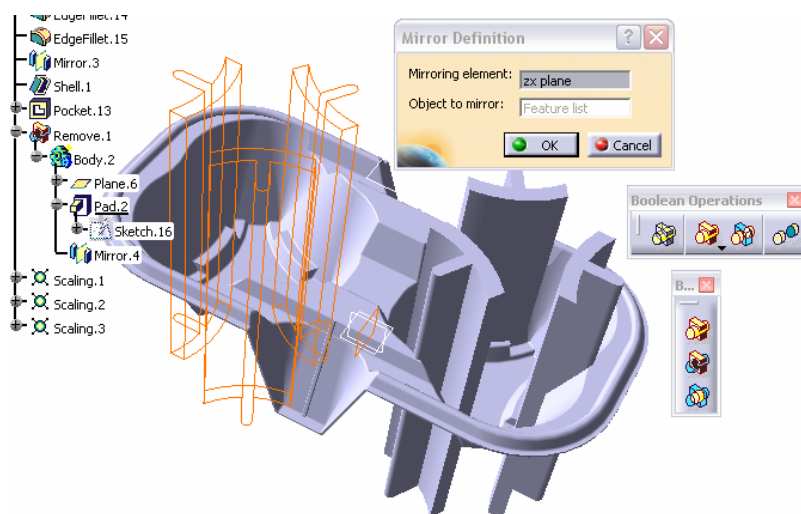 EdgeFillet.14
EdgeFillet.15
Mirror.3
Shell.1
Pocket.13
Remove.1
Body.2
Plane.6
Pad.2
Sketch.16
Mirror.4
Scaling.1
Scaling.2
Scaling.3
Mirror Definition
Mirroring element: zx plane
Object to mirror: Feature list
OK Cancel
Boolean Operations
B...